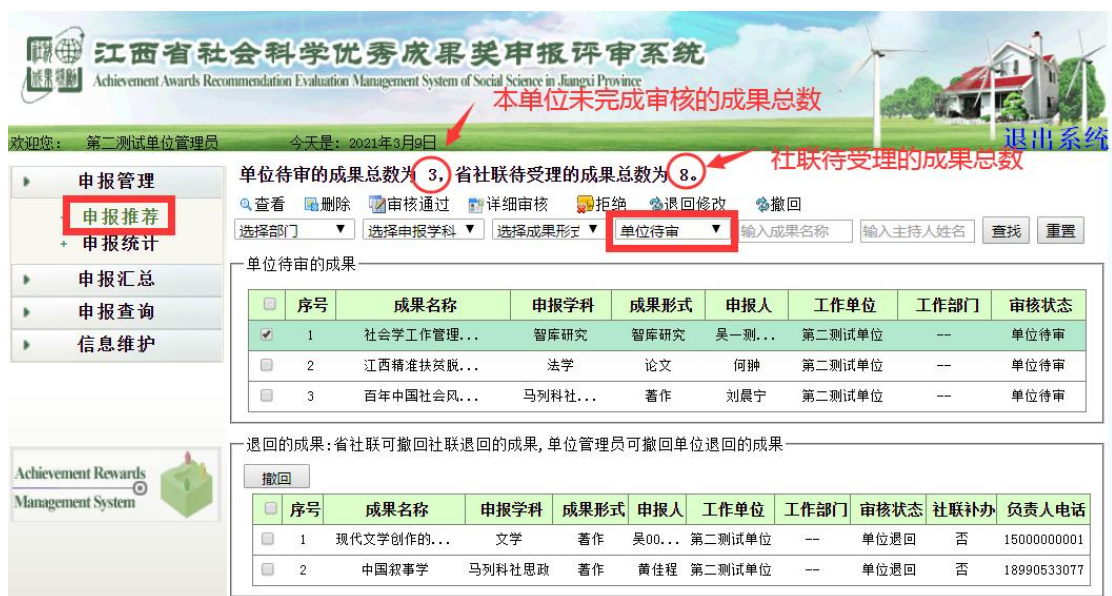 江西省社会科学优秀成果奖申报评审系统
Achievement Awards Recommendation Evaluation Management System of Social Science in Jiangxi Province
本单位未完成审核的成果总数
欢迎您: 第二测试单位管理员 今天是: 2021年3月9日 退出系统
社联待受理的成果总数
申报管理
申报推荐
申报统计
申报汇总
申报查询
信息维护
Achievement Rewards
Management System
单位待审的成果总数为 3, 省社联待受理的成果总数为 8。
查看 删除 审核通过 详细审核 拒绝 退回修改 撤回
选择部门 选择申报学科 选择成果形式 单位待审 输入成果名称 输入主持人姓名 查找 重置
单位待审的成果
序号 成果名称 申报学科 成果形式 申报人 工作单位 工作部门 审核状态
1 社会学工作管理... 智库研究 智库研究 吴一测... 第二测试单位 -- 单位待审
2 江西精准扶贫脱... 法学 论文 何翀 第二测试单位 -- 单位待审
3 百年中国社会风... 马列科社... 著作 刘晨宁 第二测试单位 -- 单位待审
退回的成果:省社联可撤回社联退回的成果,单位管理员可撤回单位退回的成果
撤回
序号 成果名称 申报学科 成果形式 申报人 工作单位 工作部门 审核状态 社联补办 负责人电话
1 现代文学创作的... 文学 著作 吴00... 第二测试单位 -- 单位退回 否 15000000001
2 中国叙事学 马列科社思政 著作 黄佳程 第二测试单位 -- 单位退回 否 18990533077